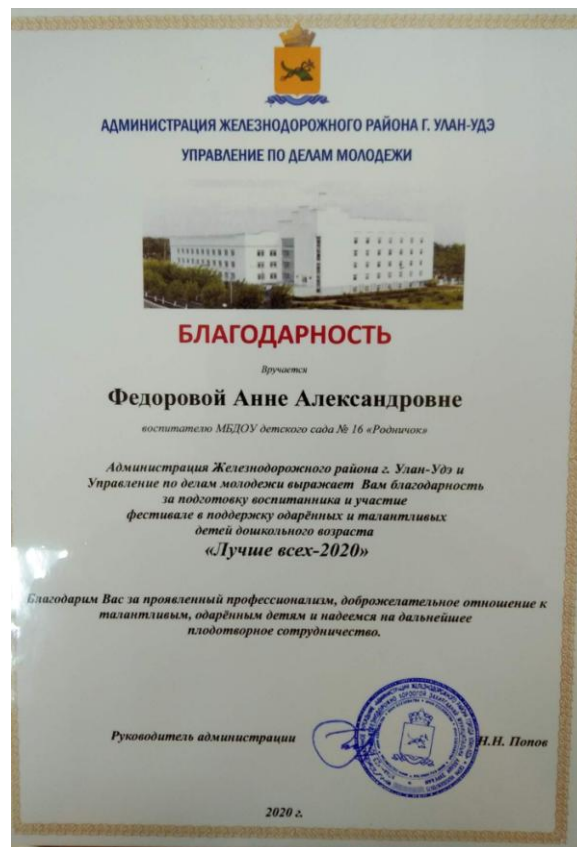 АДМИНИСТРАЦИЯ ЖЕЛЕЗНОДОРОЖНОГО РАЙОНА Г. УЛАН-УДЭ
УПРАВЛЕНИЕ ПО ДЕЛАМ МОЛОДЕЖИ
БЛАГОДАРНОСТЬ
Вручается
Федоровой Анне Александровне
воспитателю МБДОУ детского сада № 16 «Родничок»
Администрация Железнодорожного района г. Улан-Удэ и
Управление по делам молодежи выражает Вам благодарность
за подготовку воспитанника и участие
фестивале в поддержку одарённых и талантливых
детей дошкольного возраста
«Лучше всех-2020»
Благодарим Вас за проявленный профессионализм, доброжелательное отношение к
талантливым, одарённым детям и надеемся на дальнейшее
плодотворное сотрудничество.
Руководитель администрации Н.Н. Попов
2020 г.